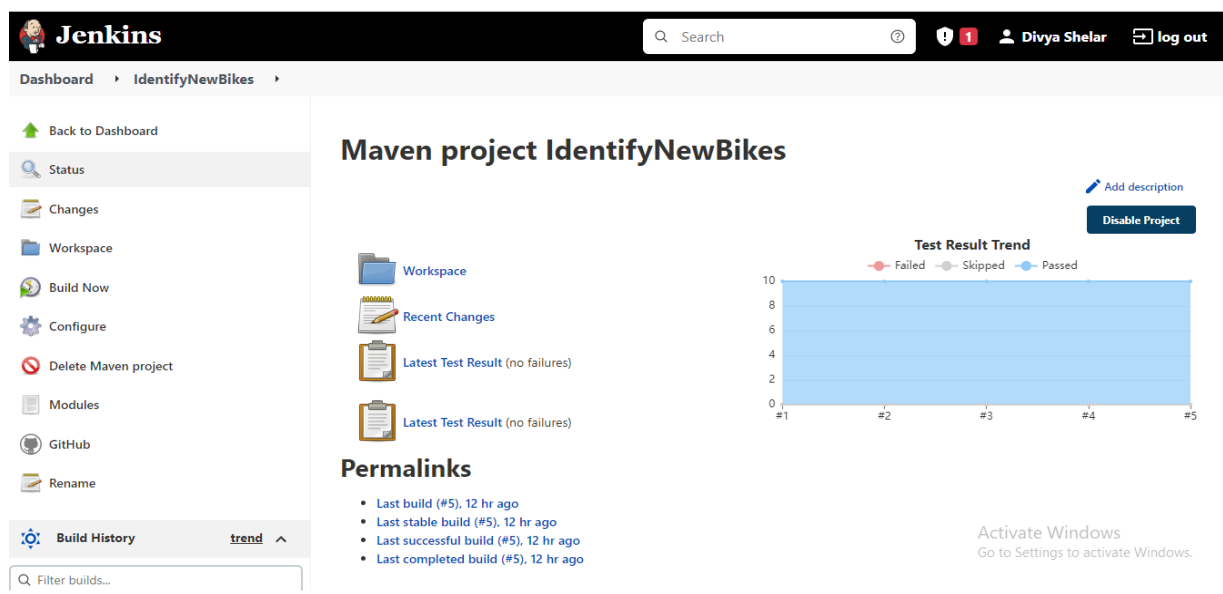 Jenkins
Search
1
Divya Shelar
log out
Dashboard
IdentifyNewBikes
Back to Dashboard
Status
Changes
Workspace
Build Now
Configure
Delete Maven project
Modules
GitHub
Rename
Build History
trend
Filter builds...
Maven project IdentifyNewBikes
Add description
Disable Project
Workspace
Recent Changes
Latest Test Result (no failures)
Latest Test Result (no failures)
Test Result Trend
Failed Skipped Passed
10
8
6
4
2
0
#1 #2 #3 #4 #5
Permalinks
Last build (#5), 12 hr ago
Last stable build (#5), 12 hr ago
Last successful build (#5), 12 hr ago
Last completed build (#5), 12 hr ago
Activate Windows
Go to Settings to activate Windows.